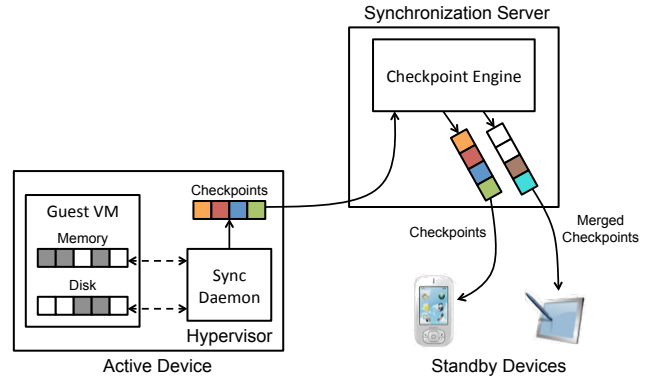 Synchronization Server
Checkpoint Engine
Checkpoints
Guest VM
Memory
Disk
Sync
Daemon
Hypervisor
Active Device
Checkpoints
Merged
Checkpoints
Standby Devices